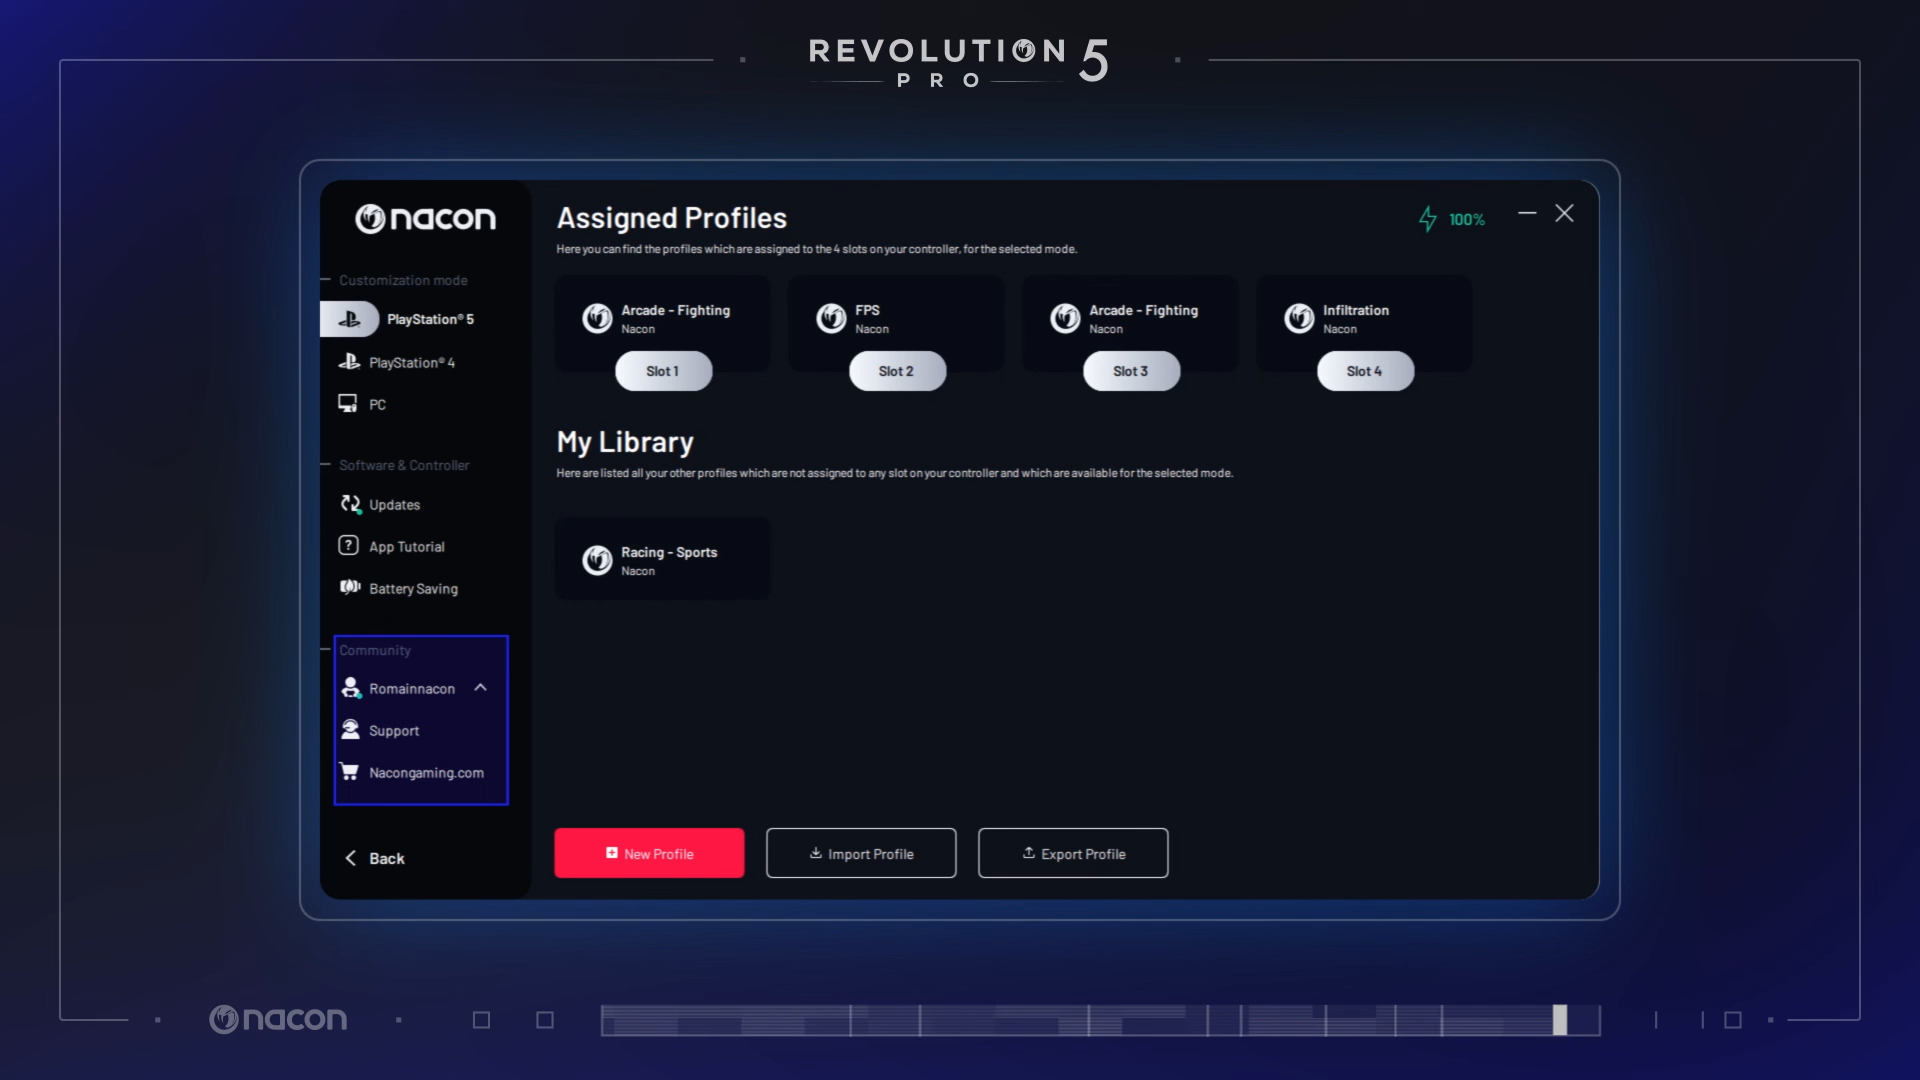 REVOLUTION 5
PRO
nacon
Customization mode
PlayStation® 5
PlayStation® 4
PC
Software & Controller
Updates
App Tutorial
Battery Saving
Community
Romainnacon
Support
Nacongaming.com
Back
Assigned Profiles
100%
Here you can find the profiles which are assigned to the 4 slots on your controller, for the selected mode.
Arcade - Fighting
Nacon
Slot 1
FPS
Nacon
Slot 2
Arcade - Fighting
Nacon
Slot 3
Infiltration
Nacon
Slot 4
My Library
Here are listed all your other profiles which are not assigned to any slot on your controller and which are available for the selected mode.
Racing - Sports
Nacon
New Profile
Import Profile
Export Profile
nacon